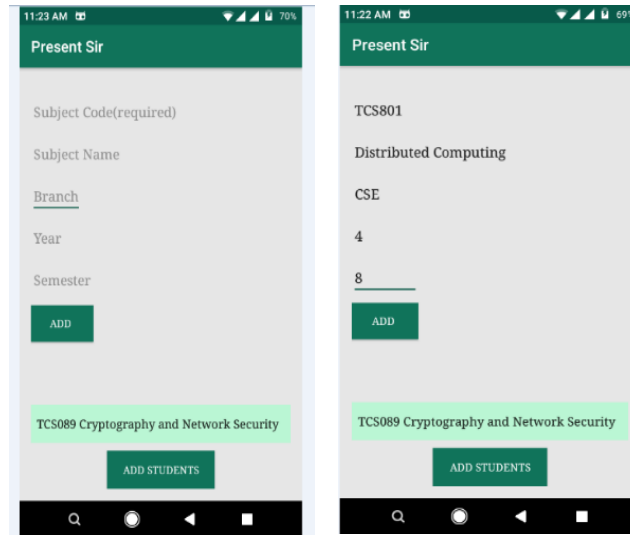 11:23 AM
70%
Present Sir
Subject Code(required)
Subject Name
Branch
Year
Semester
ADD
TCS089 Cryptography and Network Security
ADD STUDENTS
11:22 AM
69%
Present Sir
TCS801
Distributed Computing
CSE
4
8
ADD
TCS089 Cryptography and Network Security
ADD STUDENTS